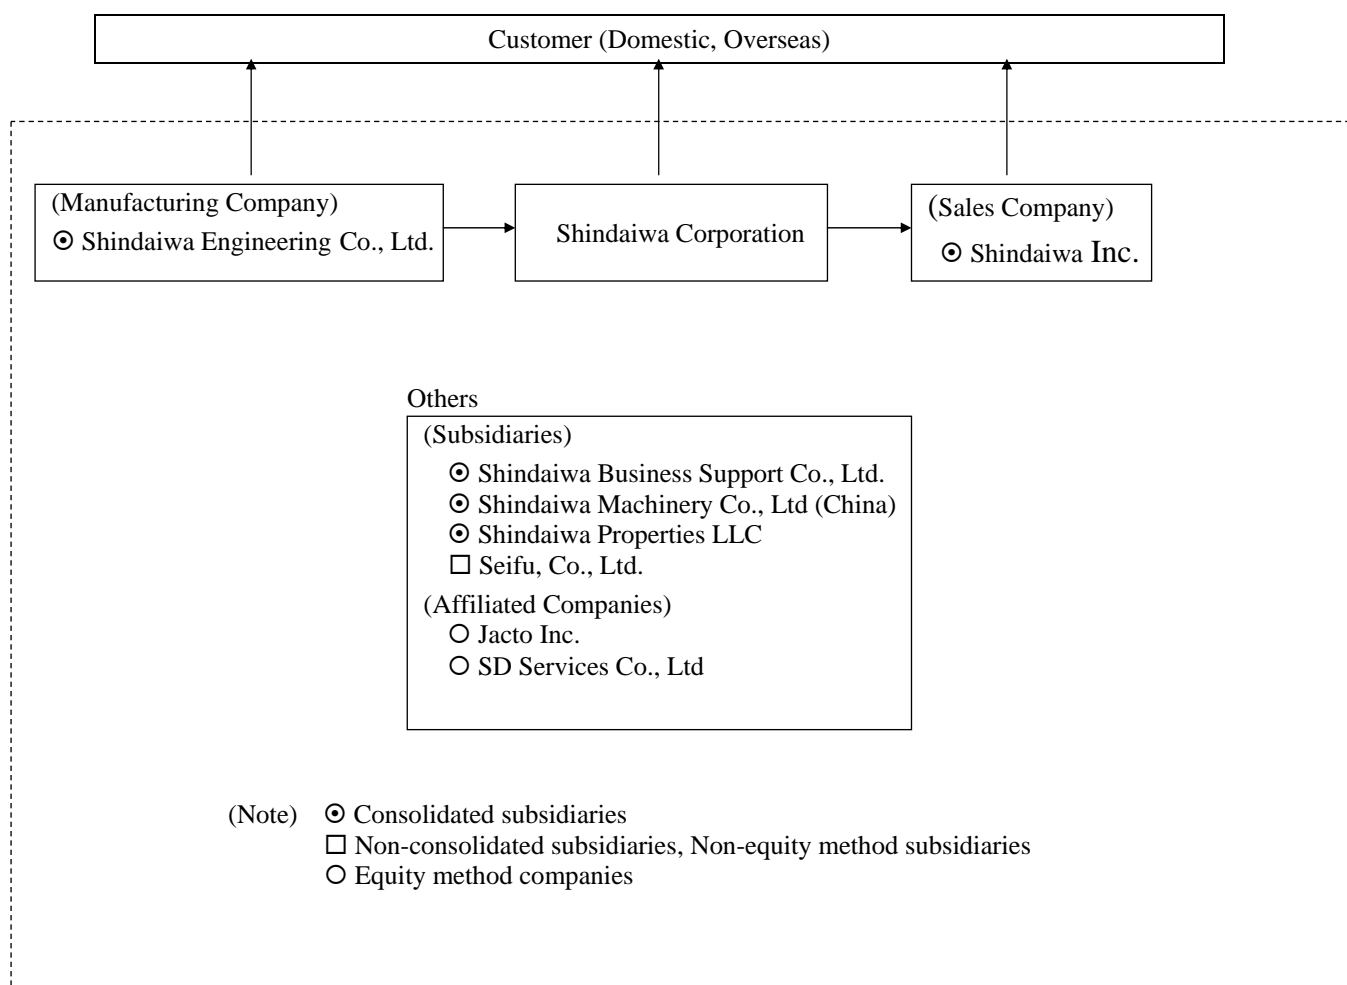 Customer (Domestic, Overseas)
(Manufacturing Company)
⊙ Shindaiwa Engineering Co., Ltd.
Shindaiwa Corporation
(Sales Company)
⊙ Shindaiwa Inc.
Others
(Subsidiaries)
⊙ Shindaiwa Business Support Co., Ltd.
⊙ Shindaiwa Machinery Co., Ltd (China)
⊙ Shindaiwa Properties LLC
□ Seifu, Co., Ltd.
(Affiliated Companies)
○ Jacto Inc.
○ SD Services Co., Ltd
(Note) ⊙ Consolidated subsidiaries
□ Non-consolidated subsidiaries, Non-equity method subsidiaries
○ Equity method companies